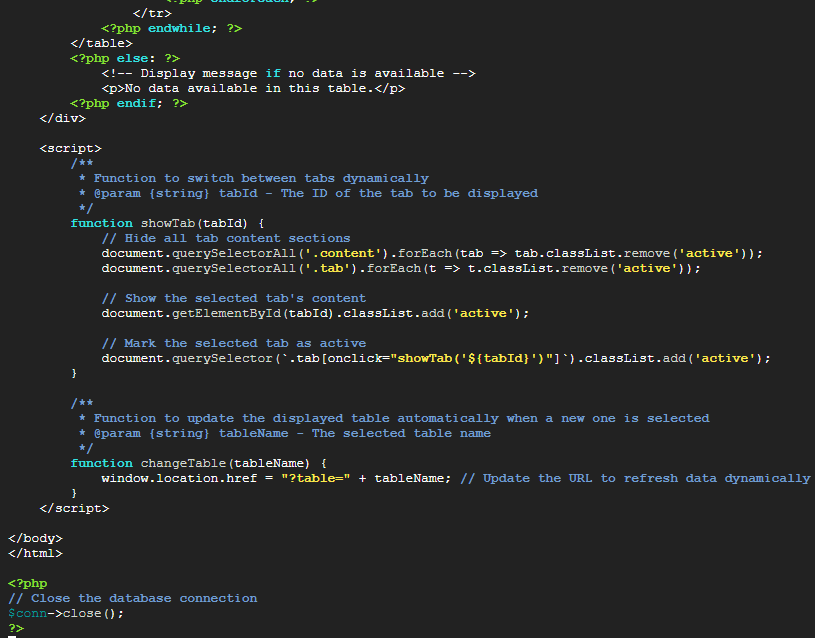 <?php endforeach; ?>
</tr>
<?php endwhile; ?>
</table>
<?php else: ?>
<!-- Display message if no data is available -->
<p>No data available in this table.</p>
<?php endif; ?>
</div>
<script>
/**
* Function to switch between tabs dynamically
* @param {string} tabId - The ID of the tab to be displayed
*/
function showTab(tabId) {
// Hide all tab content sections
document.querySelectorAll('.content').forEach(tab => tab.classList.remove('active'));
document.querySelectorAll('.tab').forEach(t => t.classList.remove('active'));
// Show the selected tab's content
document.getElementById(tabId).classList.add('active');
// Mark the selected tab as active
document.querySelector(`.tab[onclick="showTab('${tabId}')"]`).classList.add('active');
}
/**
* Function to update the displayed table automatically when a new one is selected
* @param {string} tableName - The selected table name
*/
function changeTable(tableName) {
window.location.href = "?table=" + tableName; // Update the URL to refresh data dynamically
}
</script>
</body>
</html>
<?php
// Close the database connection
$conn->close();
?>